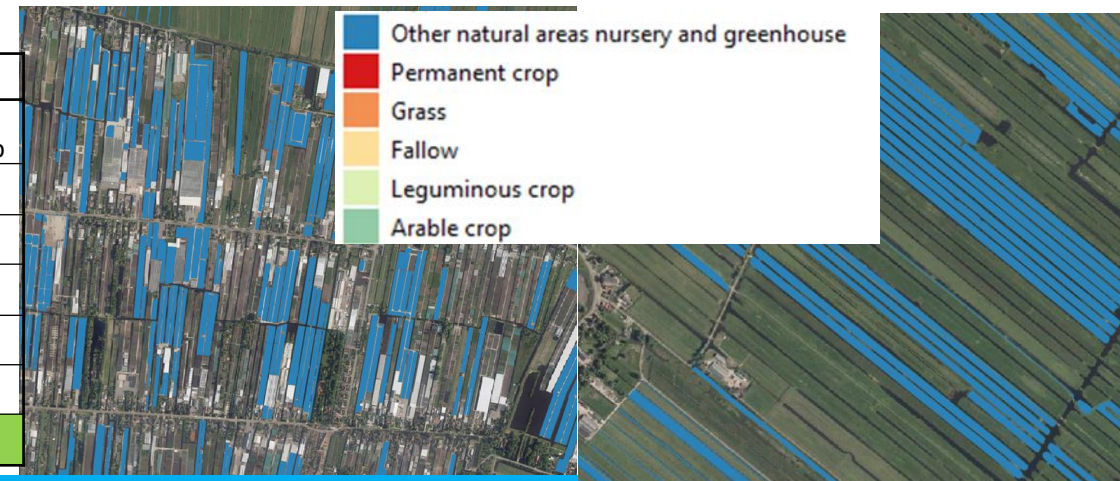 Other natural areas nursery and greenhouse
Permanent crop
Grass
Fallow
Leguminous crop
Arable crop